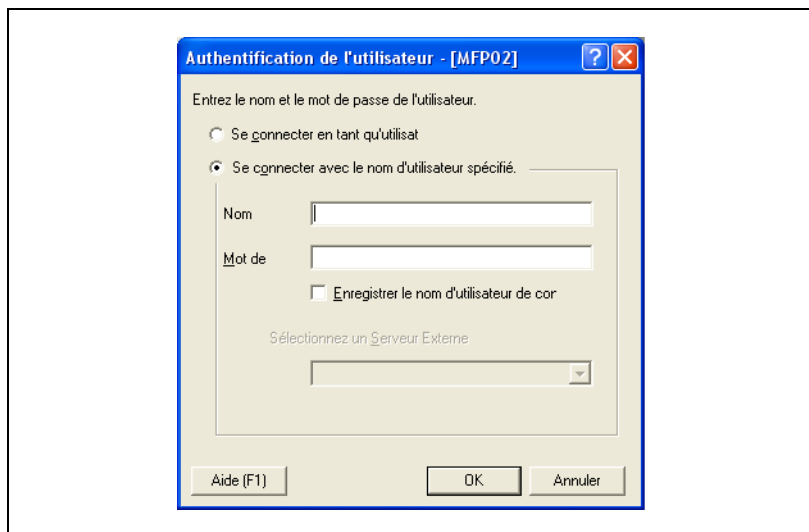 Authentification de l'utilisateur - [MFP02]
Entrez le nom et le mot de passe de l'utilisateur.
Se connecter en tant qu'utilisat
Se connecter avec le nom d'utilisateur spécifié.
Nom
Mot de
Enregistrer le nom d'utilisateur de cor
Sélectionnez un Serveur Externe
Aide (F1) OK Annuler